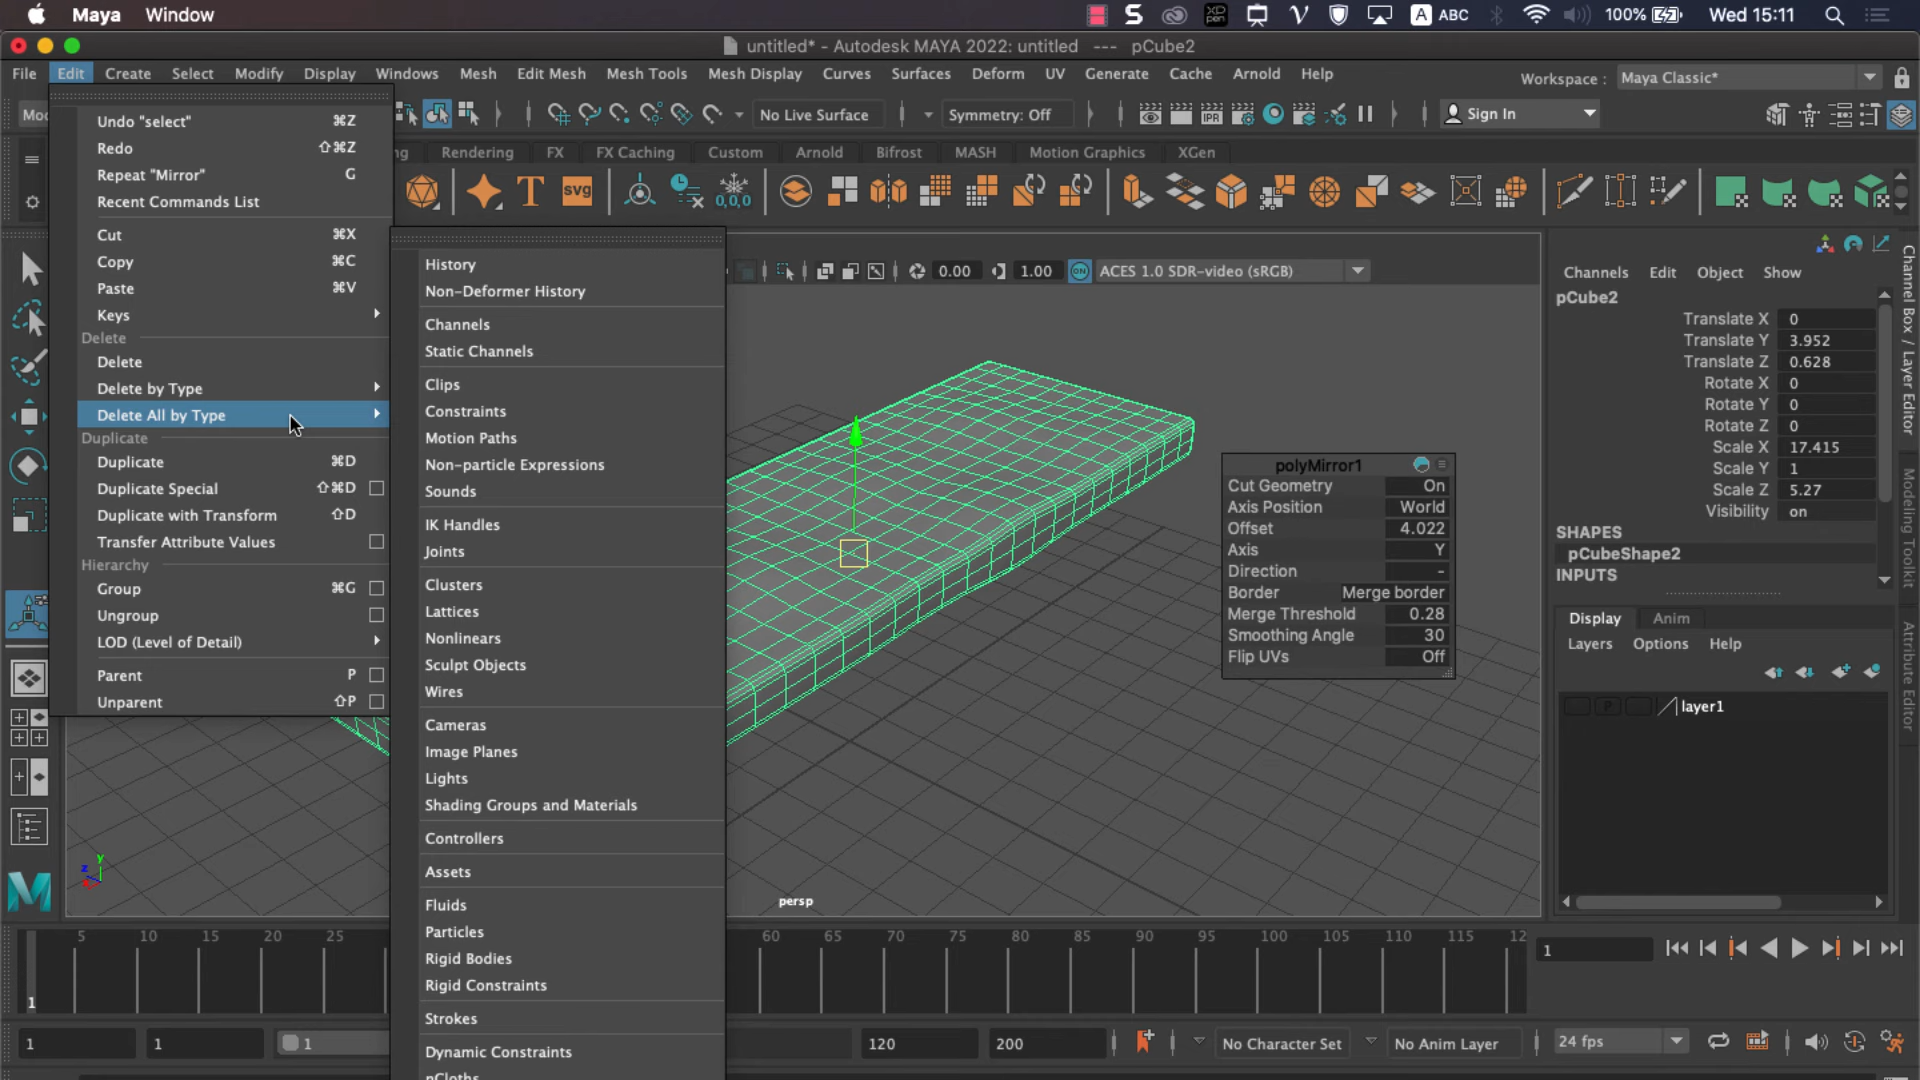 Maya Window
A ABC 100% Wed 15:11
untitled* - Autodesk MAYA 2022: untitled --- pCube2
File Edit Create Select Modify Display Windows Mesh Edit Mesh Mesh Tools Mesh Display Curves Surfaces Deform UV Generate Cache Arnold Help
Workspace : Maya Classic*
No Live Surface Symmetry: Off IPR Sign In
Rendering FX FX Caching Custom Arnold Bifrost MASH Motion Graphics XGen
T svg 0,0,0
Undo "select" ⌘Z
Redo ⇧⌘Z
Repeat "Mirror" G
Recent Commands List
Cut ⌘X
Copy ⌘C
Paste ⌘V
Keys
Delete
Delete
Delete by Type
Delete All by Type
Duplicate
Duplicate ⌘D
Duplicate Special ⇧⌘D
Duplicate with Transform ⇧D
Transfer Attribute Values
Hierarchy
Group ⌘G
Ungroup
LOD (Level of Detail)
Parent P
Unparent ⇧P
History
Non-Deformer History
Channels
Static Channels
Clips
Constraints
Motion Paths
Non-particle Expressions
Sounds
IK Handles
Joints
Clusters
Lattices
Nonlinears
Sculpt Objects
Wires
Cameras
Image Planes
Lights
Shading Groups and Materials
Controllers
Assets
Fluids
Particles
Rigid Bodies
Rigid Constraints
Strokes
Dynamic Constraints
nCloths
0.00 1.00 ON ACES 1.0 SDR-video (sRGB)
polyMirror1
Cut Geometry On
Axis Position World
Offset 4.022
Axis Y
Direction -
Border Merge border
Merge Threshold 0.28
Smoothing Angle 30
Flip UVs Off
persp
y
z
Channels Edit Object Show
pCube2
Translate X 0
Translate Y 3.952
Translate Z 0.628
Rotate X 0
Rotate Y 0
Rotate Z 0
Scale X 17.415
Scale Y 1
Scale Z 5.27
Visibility on
SHAPES
pCubeShape2
INPUTS
Display Anim
Layers Options Help
P layer1
Channel Box / Layer Editor
Modeling Toolkit
Attribute Editor
5 10 15 20 25 60 65 70 75 80 85 90 95 100 105 110 115 12
1
1
1 1 1 120 200 No Character Set No Anim Layer 24 fps